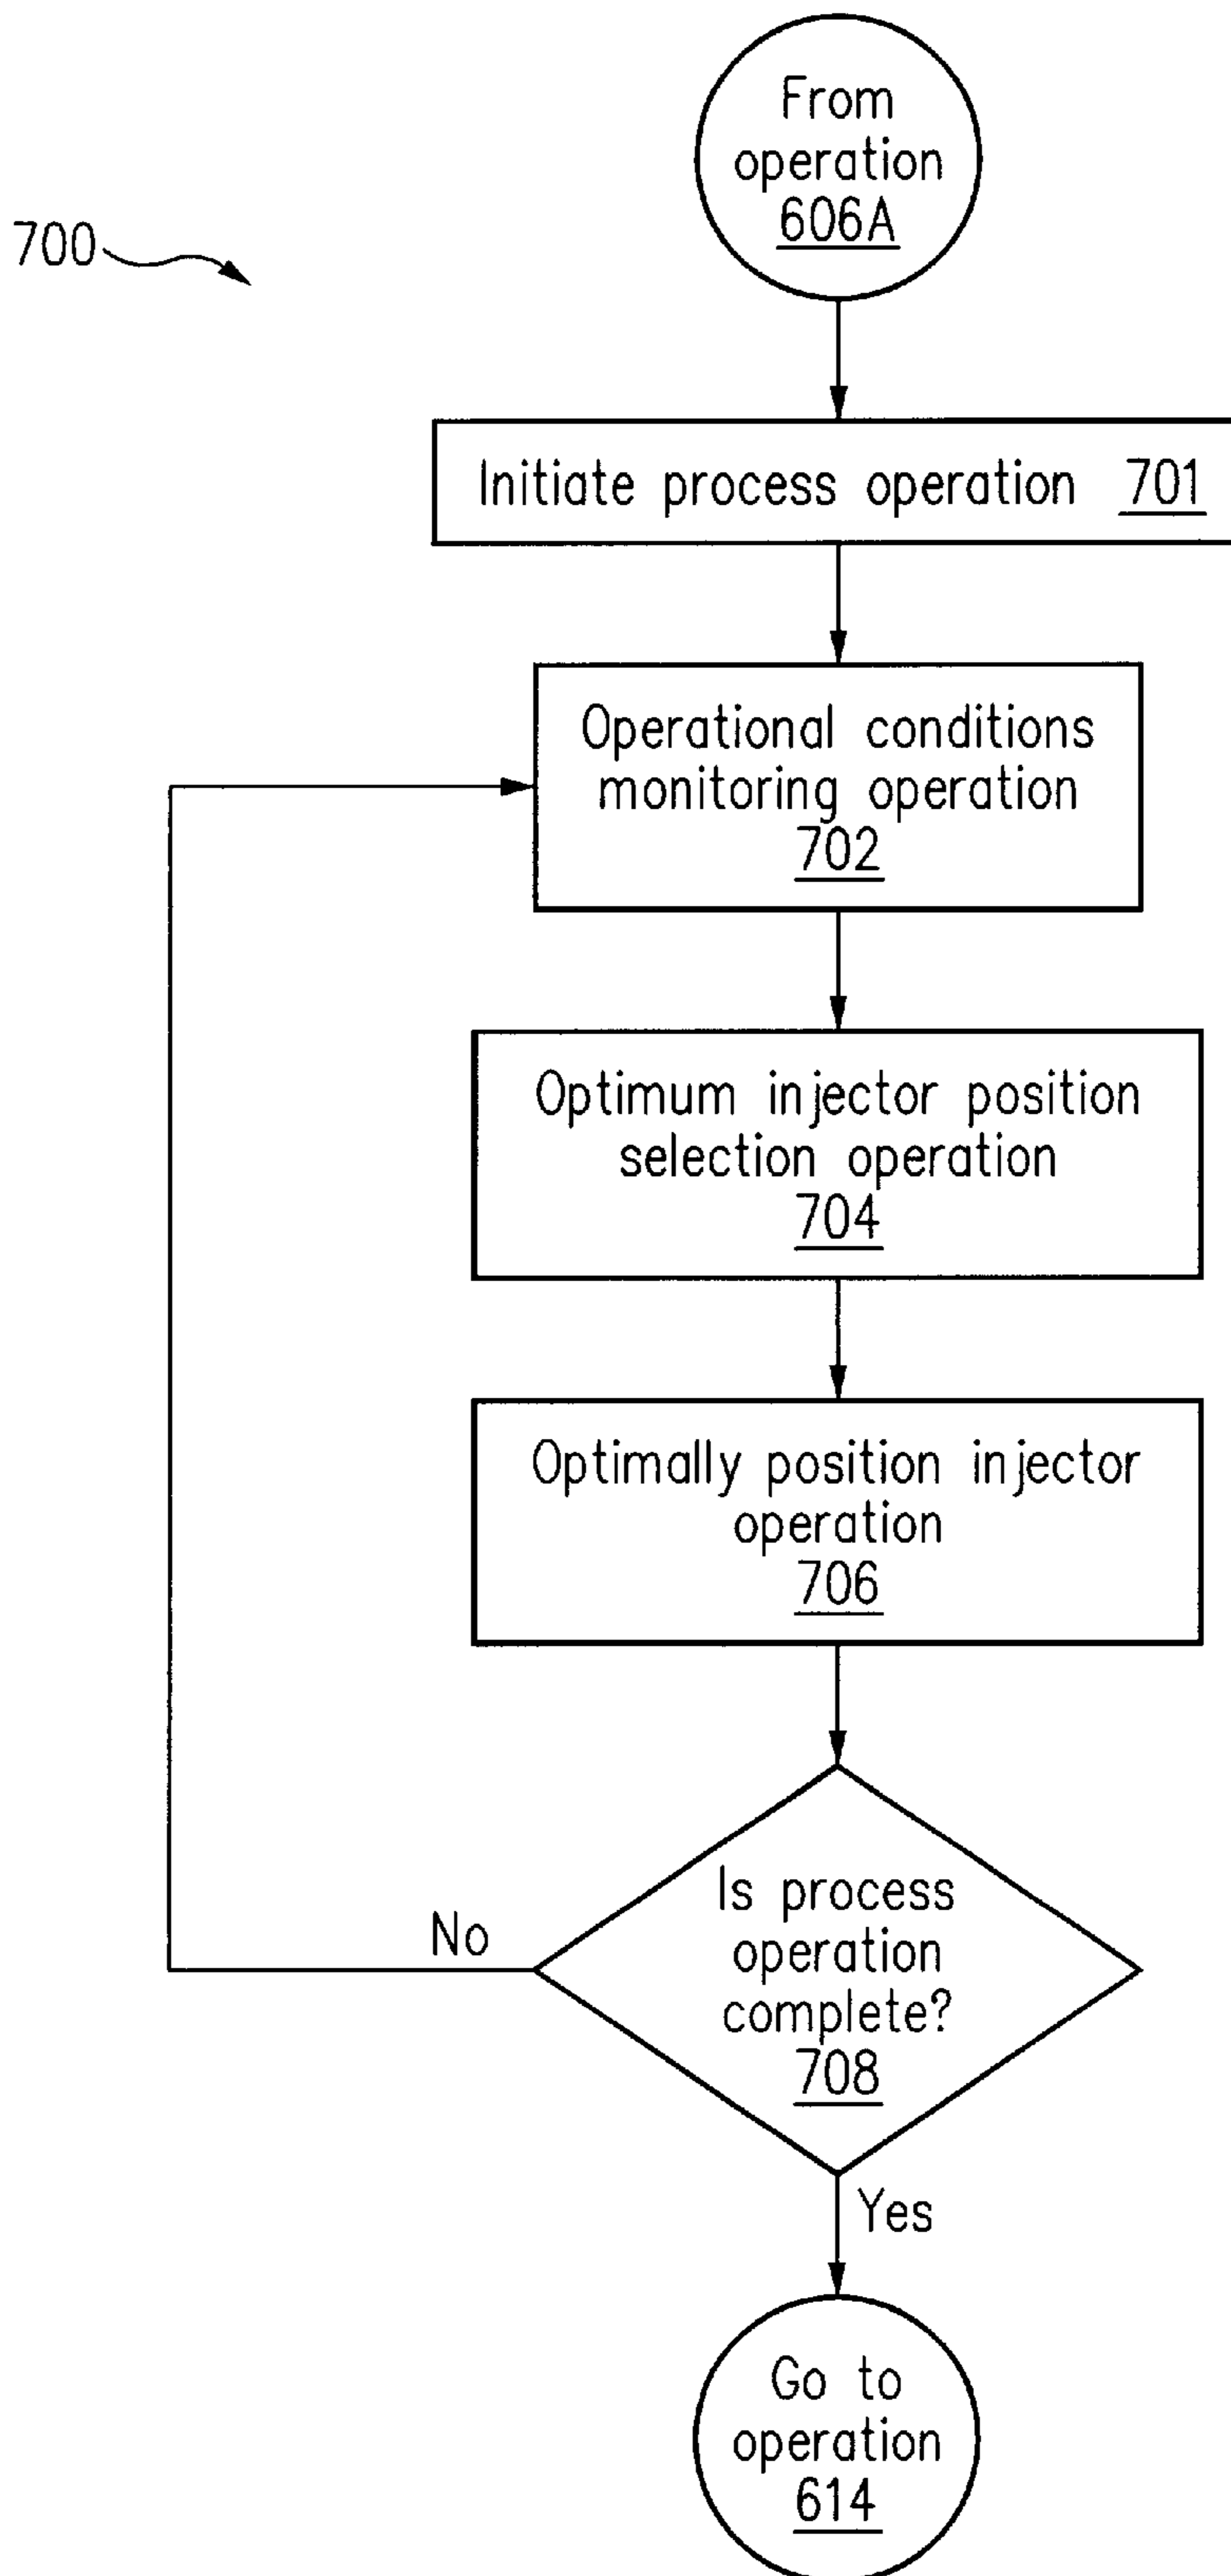 From
operation
606A
700
Initiate process operation 701
Operational conditions
monitoring operation
702
Optimum injector position
selection operation
704
Optimally position injector
operation
706
Is process
operation
complete?
708
No
Yes
Go to
operation
614